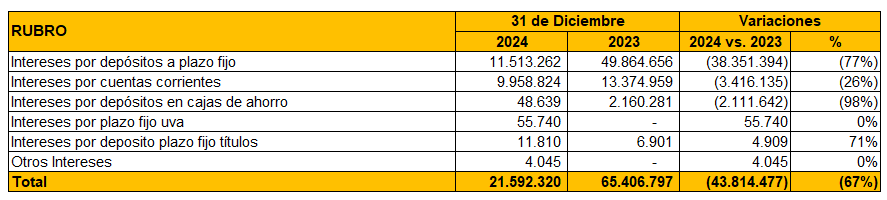 RUBRO 31 de Diciembre Variaciones
2024 2023 2024 vs. 2023 %
Intereses por depósitos a plazo fijo 11.513.262 49.864.656 (38.351.394) (77%)
Intereses por cuentas corrientes 9.958.824 13.374.959 (3.416.135) (26%)
Intereses por depósitos en cajas de ahorro 48.639 2.160.281 (2.111.642) (98%)
Intereses por plazo fijo uva 55.740 - 55.740 0%
Intereses por deposito plazo fijo títulos 11.810 6.901 4.909 71%
Otros Intereses 4.045 - 4.045 0%
Total 21.592.320 65.406.797 (43.814.477) (67%)